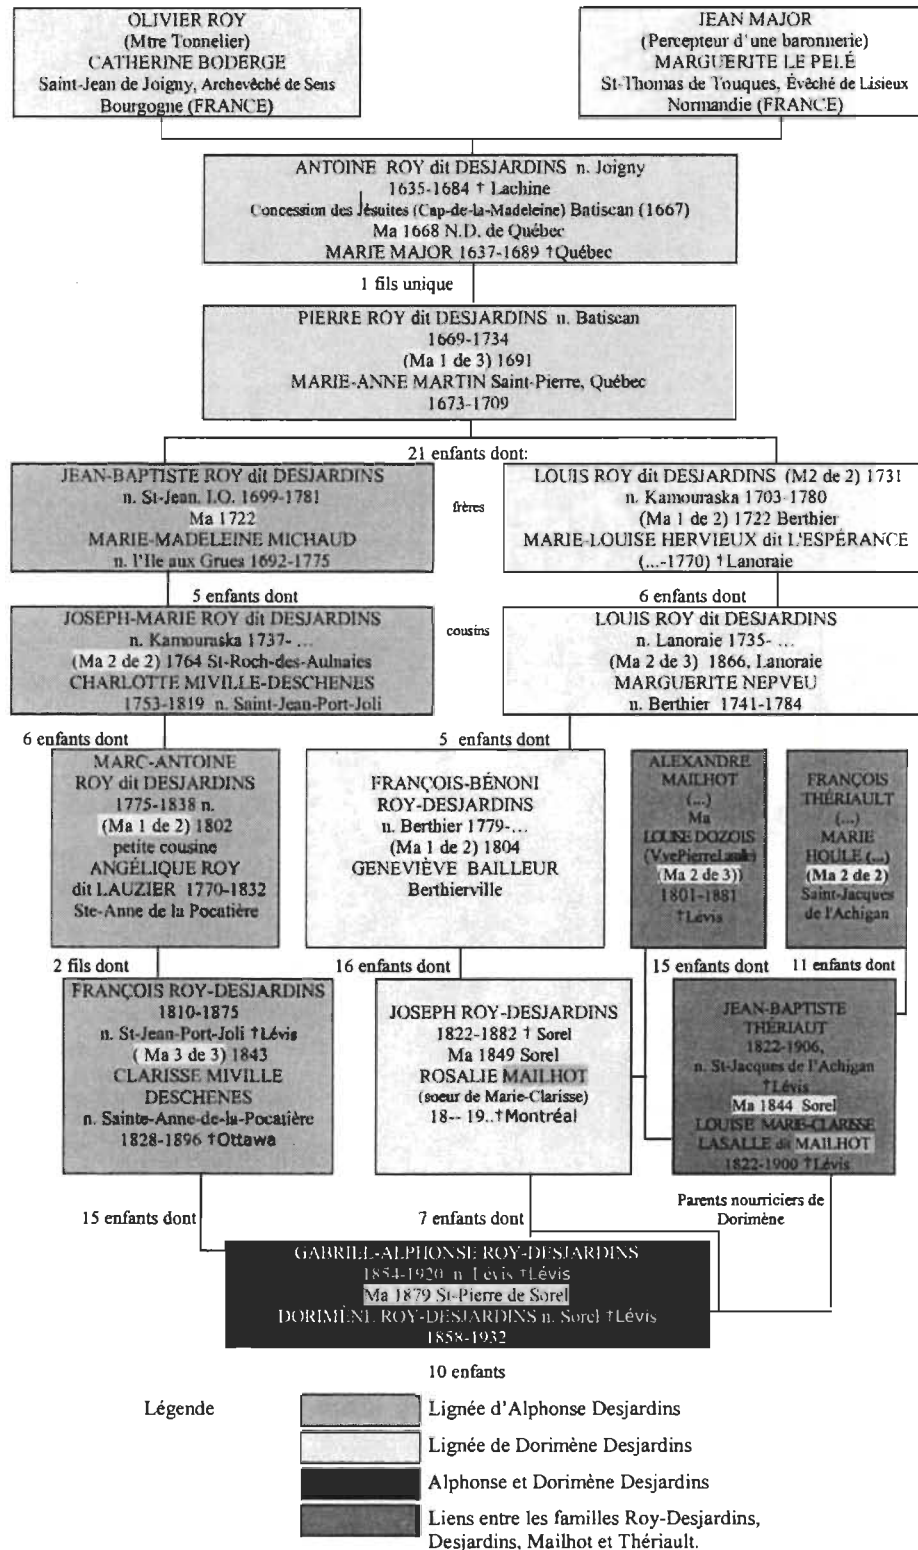 OLIVIER ROY
(Mtre Tonnelier)
CATHERINE BODERGE
Saint-Jean de Joigny, Archevêché de Sens
Bourgogne (FRANCE)
JEAN MAJOR
(Percepteur d'une baronnerie)
MARGUERITE LE PELÉ
St-Thomas de Touques, Évêché de Lisieux
Normandie (FRANCE)
ANTOINE ROY dit DESJARDINS n. Joigny
1635-1684 † Lachine
Concession des Jésuites (Cap-de-la-Madeleine) Batiscan (1667)
Ma 1668 N.D. de Québec
MARIE MAJOR 1637-1689 †Québec
1 fils unique
PIERRE ROY dit DESJARDINS n. Batiscan
1669-1734
(Ma 1 de 3) 1691
MARIE-ANNE MARTIN Saint-Pierre, Québec
1673-1709
21 enfants dont:
JEAN-BAPTISTE ROY dit DESJARDINS
n. St-Jean, I.O. 1699-1781
Ma 1722
MARIE-MADELEINE MICHAUD
n. l'Ile aux Grues 1692-1775
frères
LOUIS ROY dit DESJARDINS (M2 de 2) 1731
n. Kamouraska 1703-1780
(Ma 1 de 2) 1722 Berthier
MARIE-LOUISE HERVIEUX dit L'ESPÉRANCE
(...-1770) †Lanoraie
5 enfants dont
6 enfants dont
JOSEPH-MARIE ROY dit DESJARDINS
n. Kamouraska 1737- ...
(Ma 2 de 2) 1764 St-Roch-des-Aulnaies
CHARLOTTE MIVILLE-DESCHENES
1753-1819 n. Saint-Jean-Port-Joli
cousins
LOUIS ROY dit DESJARDINS
n. Lanoraie 1735- ...
(Ma 2 de 3) 1866, Lanoraie
MARGUERITE NEPVEU
n. Berthier 1741-1784
6 enfants dont
5 enfants dont
MARC-ANTOINE
ROY dit DESJARDINS
1775-1838 n.
(Ma 1 de 2) 1802
petite cousine
ANGÉLIQUE ROY
dit LAUZIER 1770-1832
Ste-Anne de la Pocatière
FRANÇOIS-BÉNONI
ROY-DESJARDINS
n. Berthier 1779-...
(Ma 1 de 2) 1804
GENEVIÈVE BAILLEUR
Berthierville
ALEXANDRE
MAILHOT
(...)
Ma
LOUISE DOZOIS
(Ma 2 de 3))
1801-1881
†Lévis
FRANÇOIS
THÉRIAULT
(...)
MARIE
HOULE (...)
(Ma 2 de 2)
Saint-Jacques
de l'Achigan
2 fils dont
16 enfants dont
15 enfants dont
11 enfants dont
FRANÇOIS ROY-DESJARDINS
1810-1875
n. St-Jean-Port-Joli †Lévis
( Ma 3 de 3) 1843
CLARISSE MIVILLE
DESCHENES
n. Sainte-Anne-de-la-Pocatière
1828-1896 †Ottawa
JOSEPH ROY-DESJARDINS
1822-1882 † Sorel
Ma 1849 Sorel
ROSALIE MAILHOT
(soeur de Marie-Clarisse)
18-- 19..†Montréal
JEAN-BAPTISTE
THÉRIAUT
1822-1906,
n. St-Jacques de l'Achigan
†Lévis
Ma 1844 Sorel
LOUISE MARIE-CLARISSE
LASALLE dit MAILHOT
1822-1900 †Lévis
15 enfants dont
7 enfants dont
Parents nourriciers de
Dorimène
GABRIEL-ALPHONSE ROY-DESJARDINS
1854-1920 n. Lévis †Lévis
Ma 1879 St-Pierre de Sorel
DORIMÈNE ROY-DESJARDINS n. Sorel †Lévis
1858-1932
10 enfants
Légende
Lignée d'Alphonse Desjardins
Lignée de Dorimène Desjardins
Alphonse et Dorimène Desjardins
Liens entre les familles Roy-Desjardins,
Desjardins, Mailhot et Thériault.